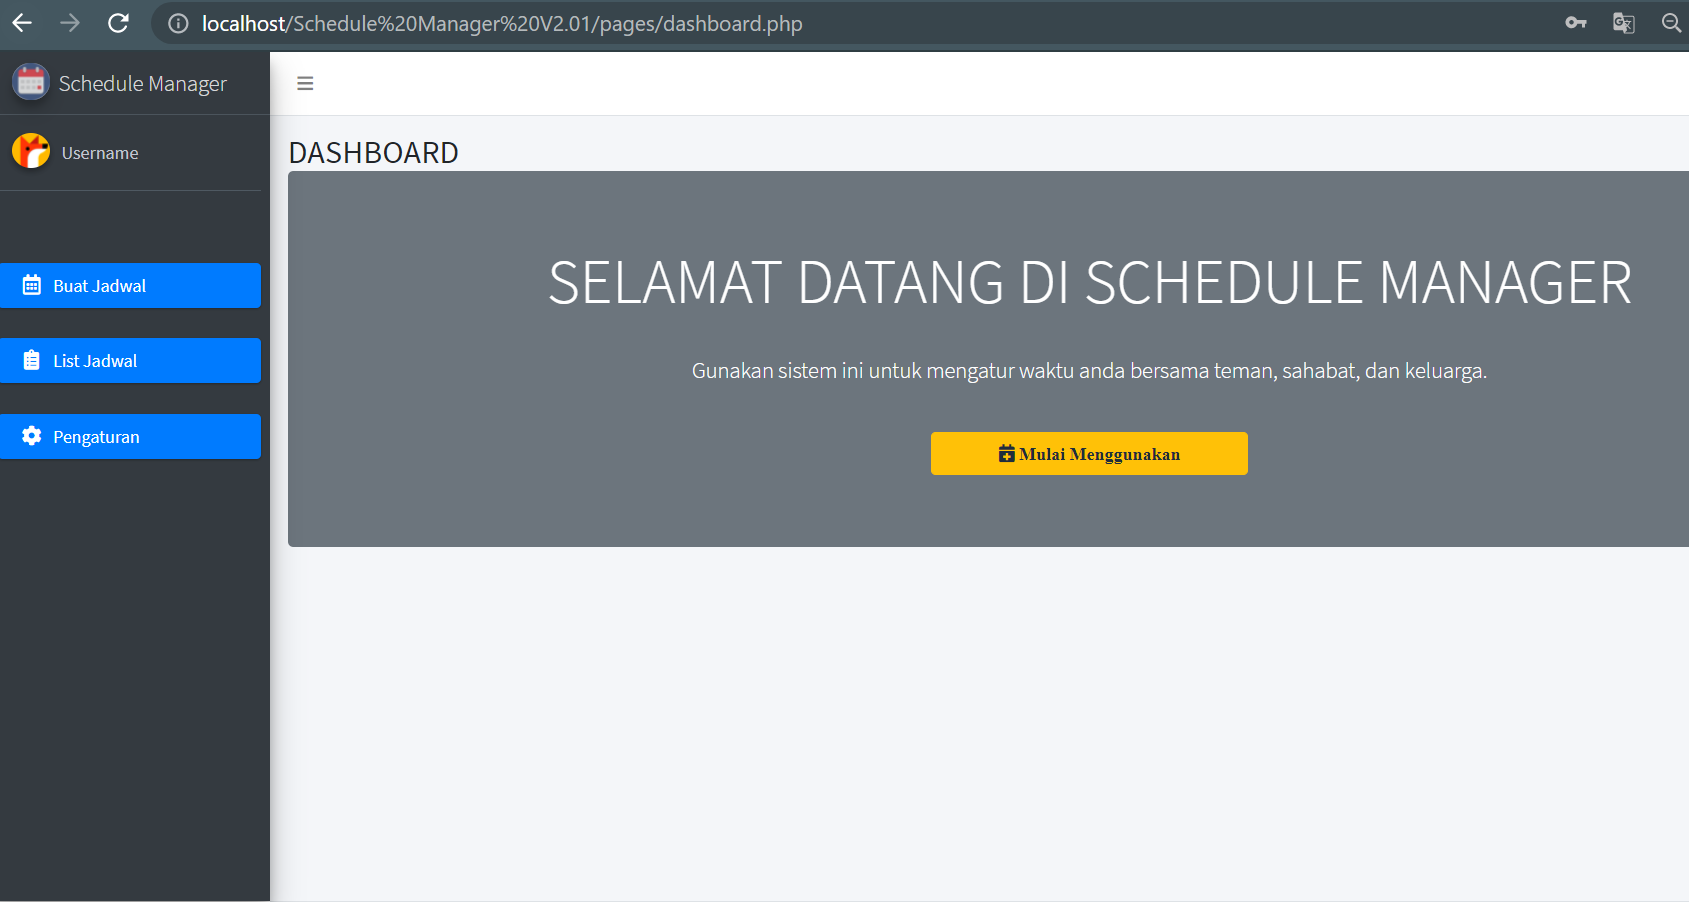 localhost/Schedule%20Manager%20V2.01/pages/dashboard.php
Schedule Manager
Username
Buat Jadwal
List Jadwal
Pengaturan
DASHBOARD
SELAMAT DATANG DI SCHEDULE MANAGER
Gunakan sistem ini untuk mengatur waktu anda bersama teman, sahabat, dan keluarga.
Mulai Menggunakan